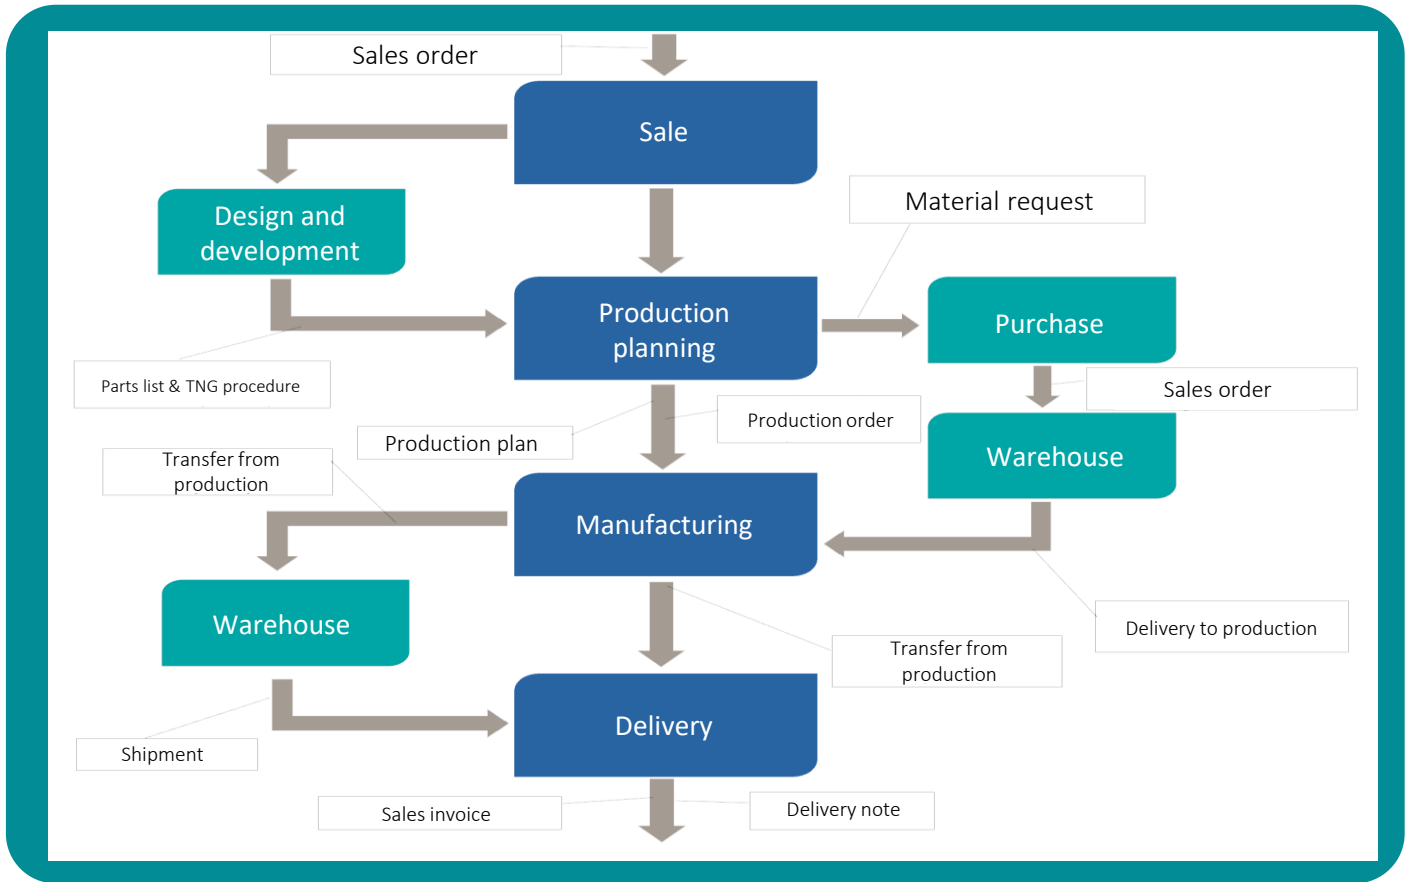 Sales order
Sale
Design and
development
Material request
Production
planning
Purchase
Parts list & TNG procedure
Sales order
Production order
Production plan
Warehouse
Transfer from
production
Manufacturing
Warehouse
Delivery to production
Transfer from
production
Delivery
Shipment
Sales invoice
Delivery note